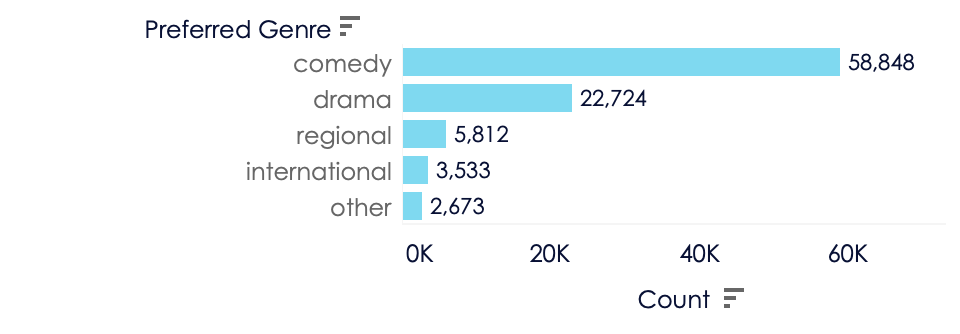 Preferred Genre
comedy 58,848
drama 22,724
regional 5,812
international 3,533
other 2,673
0K 20K 40K 60K
Count